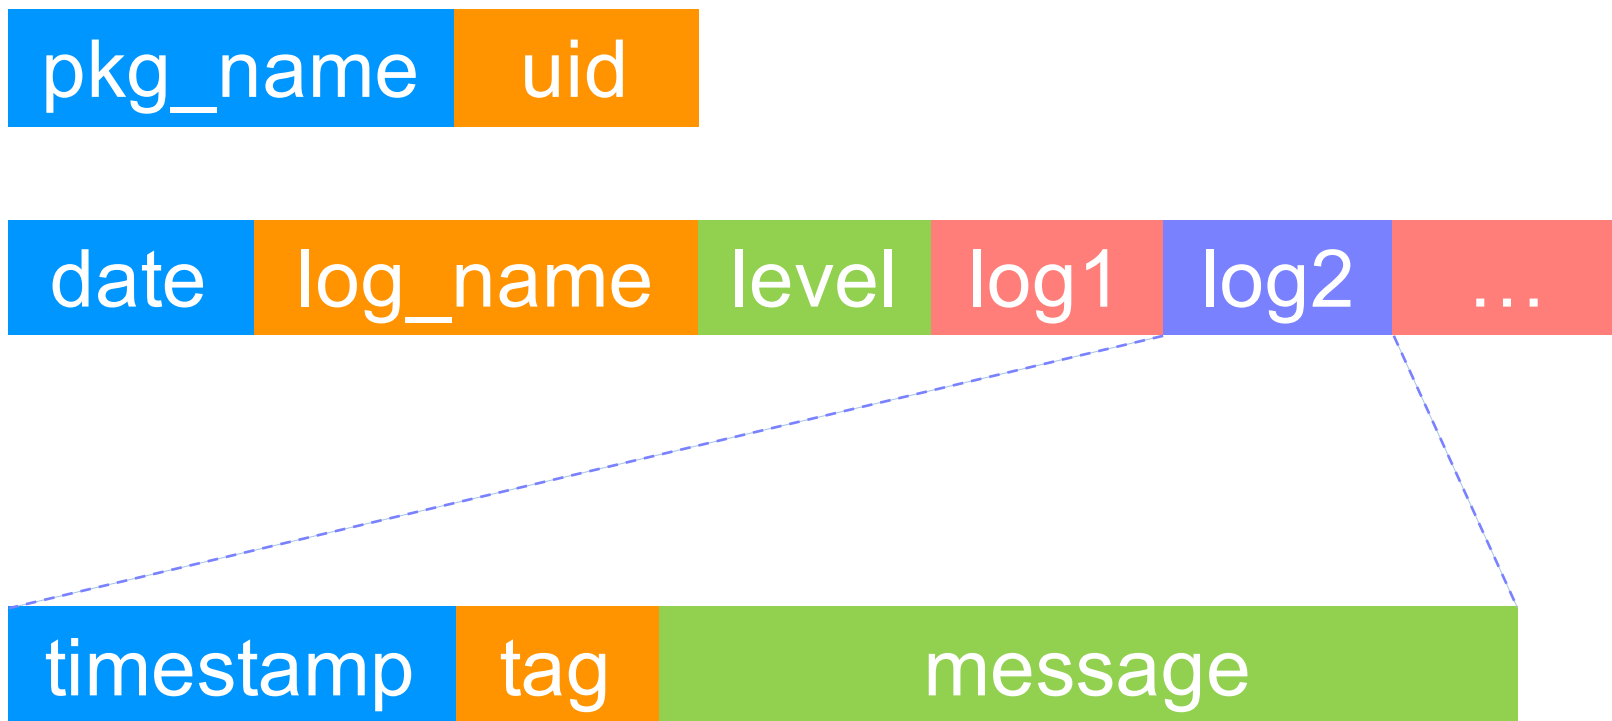 pkg_name uid
date log_name level log1 log2 ...
timestamp tag message